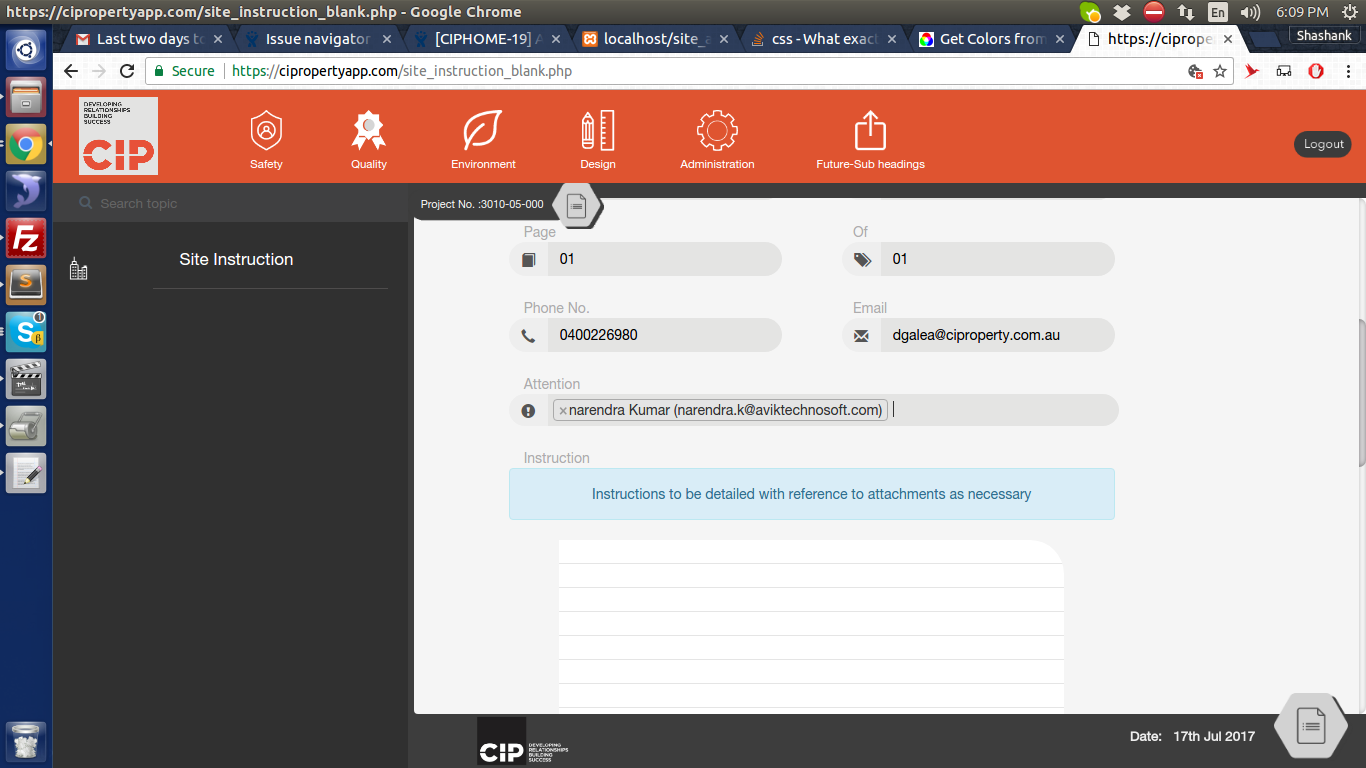 https://cipropertyapp.com/site_instruction_blank.php - Google Chrome
En
6:09 PM
Last two days t
Issue navigator
[CIPHOME-19] A
localhost/site_a
css - What exac
Get Colors from
https://ciprope
Shashank
Secure
https://cipropertyapp.com/site_instruction_blank.php
DEVELOPING
RELATIONSHIPS
BUILDING
SUCCESS
CIP
Safety
Quality
Environment
Design
Administration
Future-Sub headings
Logout
Search topic
Project No. :3010-05-000
Site Instruction
Page
Of
01
01
Phone No.
Email
0400226980
dgalea@ciproperty.com.au
Attention
×narendra Kumar (narendra.k@aviktechnosoft.com)
Instruction
Instructions to be detailed with reference to attachments as necessary
CIP
DEVELOPING
RELATIONSHIPS
BUILDING
SUCCESS
Date: 17th Jul 2017